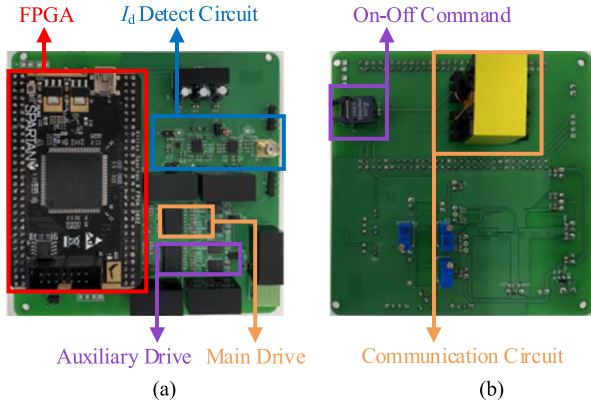 FPGA
Id Detect Circuit
On-Off Command
SPARTAN
Auxiliary Drive
Main Drive
Communication Circuit
(a)
(b)